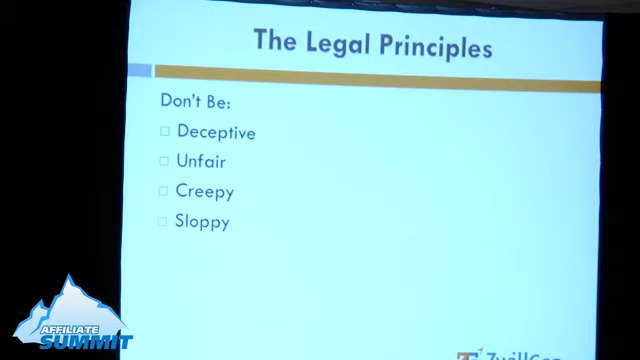 The Legal Principles
Don't Be:
Deceptive
Unfair
Creepy
Sloppy
AFFILIATE
SUMMIT